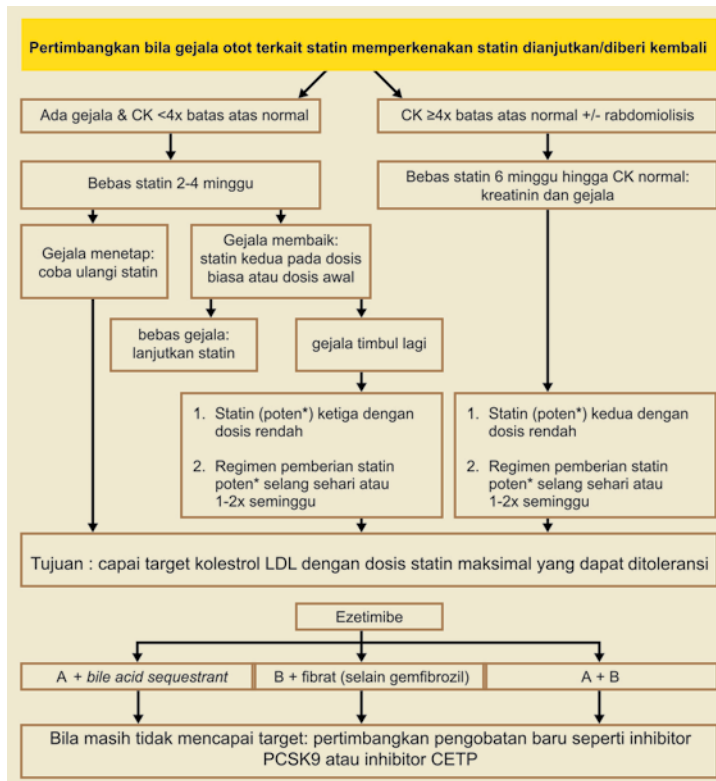 Pertimbangkan bila gejala otot terkait statin memperkenakan statin dianjutkan/diberi kembali
Ada gejala & CK <4x batas atas normal
CK ≥4x batas atas normal +/- rabdomiolisis
Bebas statin 2-4 minggu
Bebas statin 6 minggu hingga CK normal:
kreatinin dan gejala
Gejala menetap:
coba ulangi statin
Gejala membaik:
statin kedua pada dosis
biasa atau dosis awal
bebas gejala:
lanjutkan statin
gejala timbul lagi
1. Statin (poten*) ketiga dengan
dosis rendah
2. Regimen pemberian statin
poten* selang sehari atau
1-2x seminggu
1. Statin (poten*) kedua dengan
dosis rendah
2. Regimen pemberian statin
poten* selang sehari atau
1-2x seminggu
Tujuan : capai target kolestrol LDL dengan dosis statin maksimal yang dapat ditoleransi
Ezetimibe
A + bile acid sequestrant
B + fibrat (selain gemfibrozil)
A + B
Bila masih tidak mencapai target: pertimbangkan pengobatan baru seperti inhibitor
PCSK9 atau inhibitor CETP